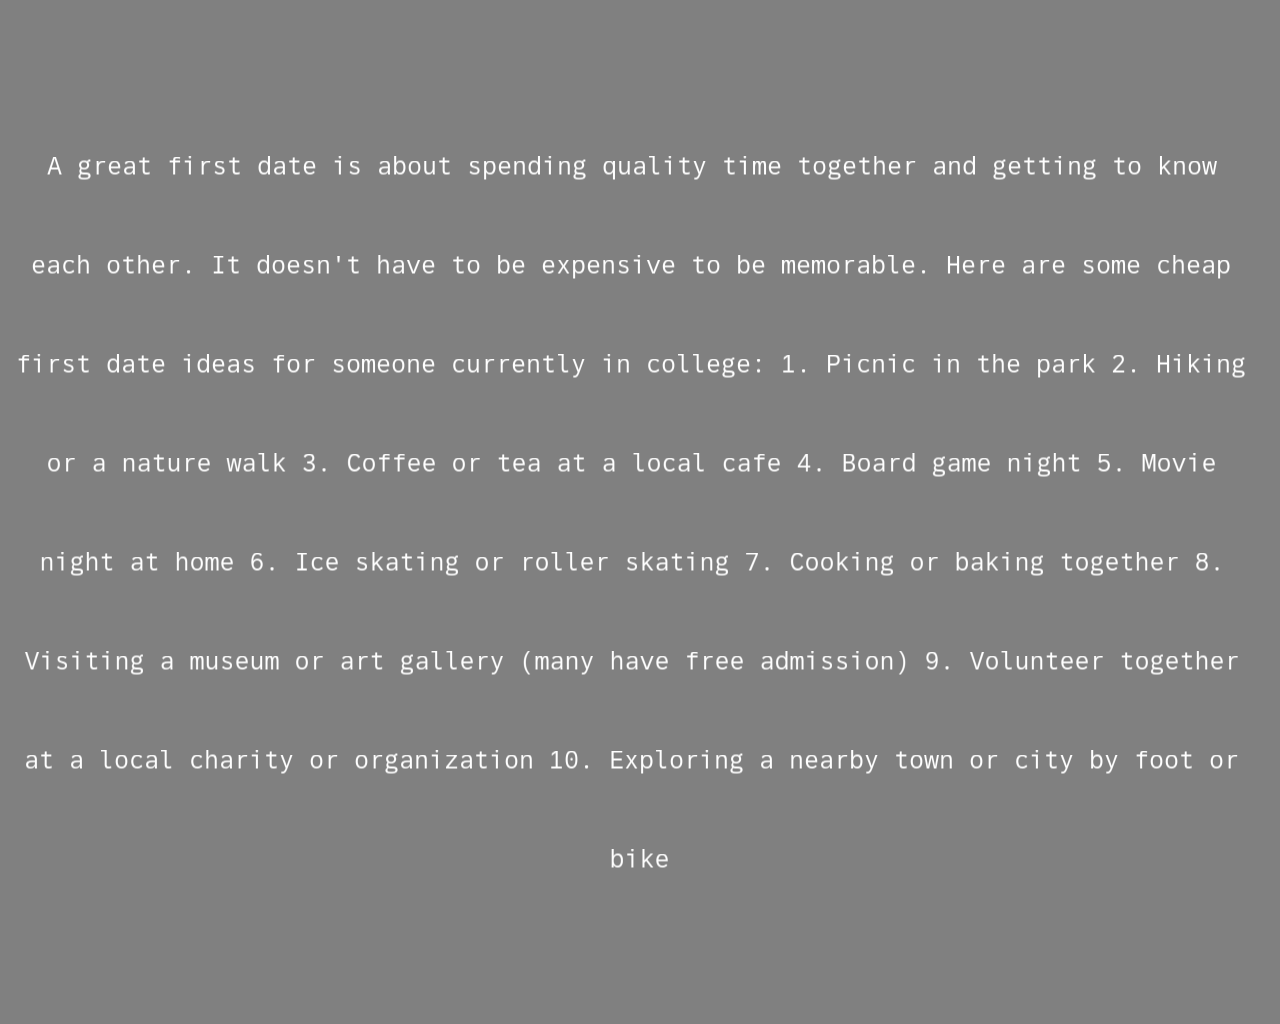 A great first date is about spending quality time together and getting to know
each other. It doesn't have to be expensive to be memorable. Here are some cheap
first date ideas for someone currently in college: 1. Picnic in the park 2. Hiking
or a nature walk 3. Coffee or tea at a local cafe 4. Board game night 5. Movie
night at home 6. Ice skating or roller skating 7. Cooking or baking together 8.
Visiting a museum or art gallery (many have free admission) 9. Volunteer together
at a local charity or organization 10. Exploring a nearby town or city by foot or
bike